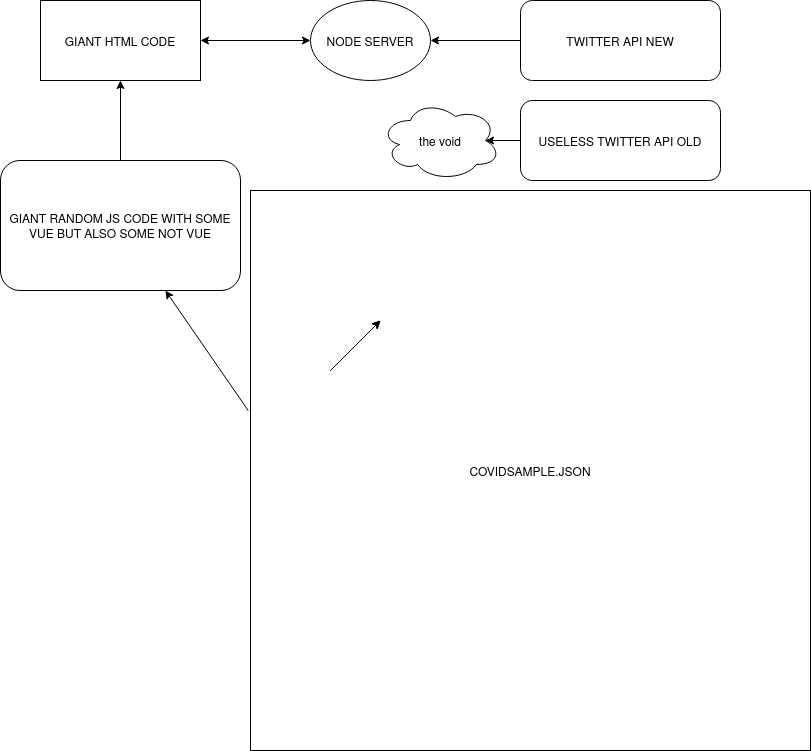 GIANT HTML CODE
NODE SERVER
TWITTER API NEW
the void
USELESS TWITTER API OLD
GIANT RANDOM JS CODE WITH SOME
VUE BUT ALSO SOME NOT VUE
COVIDSAMPLE.JSON